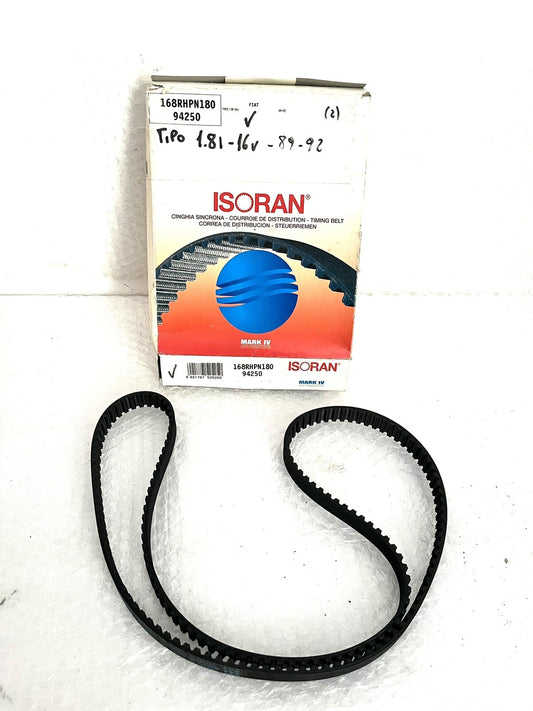 168RHPN180
94250
FIAT
(2)
TIPO 1.8I-16V-89-92
ISORAN®
CINGHIA SINCRONA - COURROIE DE DISTRIBUTION - TIMING BELT
CORREA DE DISTRIBUCION - STEUERRIEMEN
MARK IV
168RHPN180
94250
ISORAN®
MARK IV